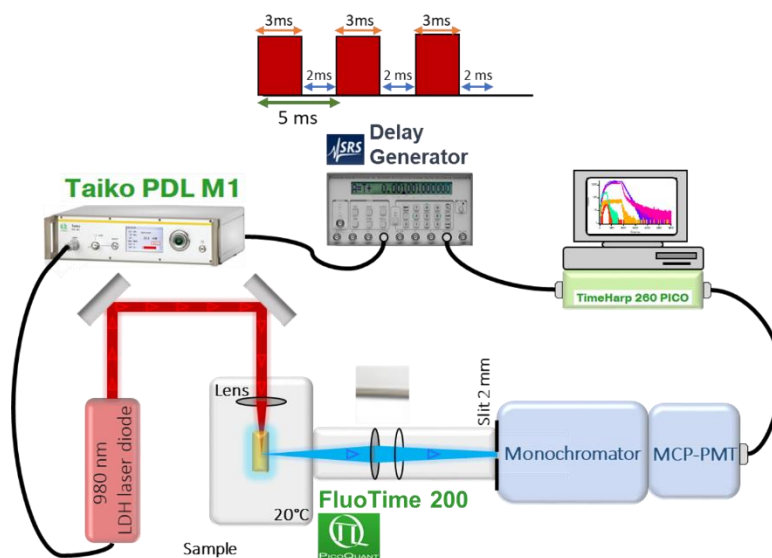 3ms 3ms 3ms
2ms 2 ms 2 ms
5 ms
SRS
Delay
Generator
Taiko PDL M1
TimeHarp 260 PICO
Lens
Slit 2 mm
980 nm
LDH laser diode
Monochromator
MCP-PMT
20°C
FluoTime 200
PICOQUANT
Sample